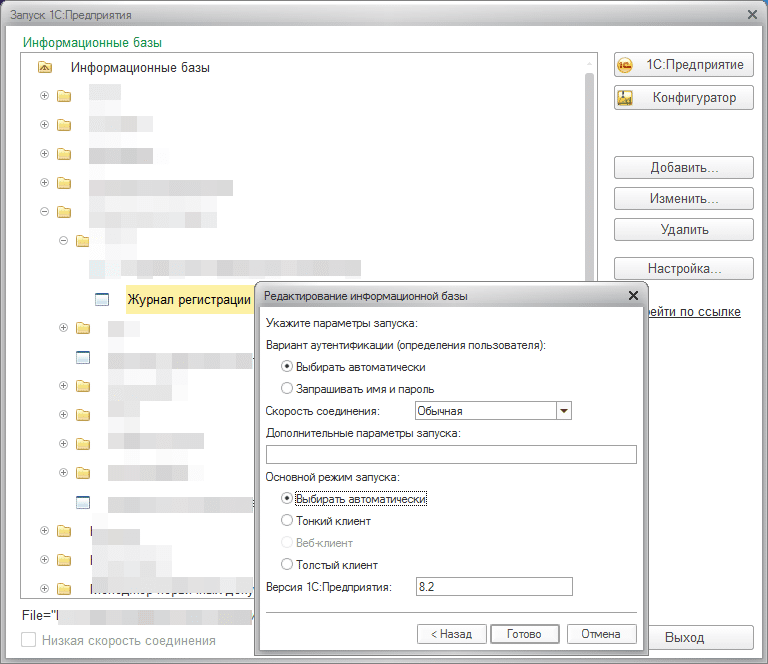 Запуск 1С:Предприятия
Информационные базы
Информационные базы
1С:Предприятие
Конфигуратор
Добавить...
Изменить...
Удалить
Настройка...
ейти по ссылке
Журнал регистрации
Редактирование информационной базы
Укажите параметры запуска:
Вариант аутентификации (определения пользователя):
Выбирать автоматически
Запрашивать имя и пароль
Скорость соединения:
Обычная
Дополнительные параметры запуска:
Основной режим запуска:
Выбирать автоматически
Тонкий клиент
Веб-клиент
Толстый клиент
Версия 1С:Предприятия:
8.2
< Назад
Готово
Отмена
File="
Низкая скорость соединения
Выход